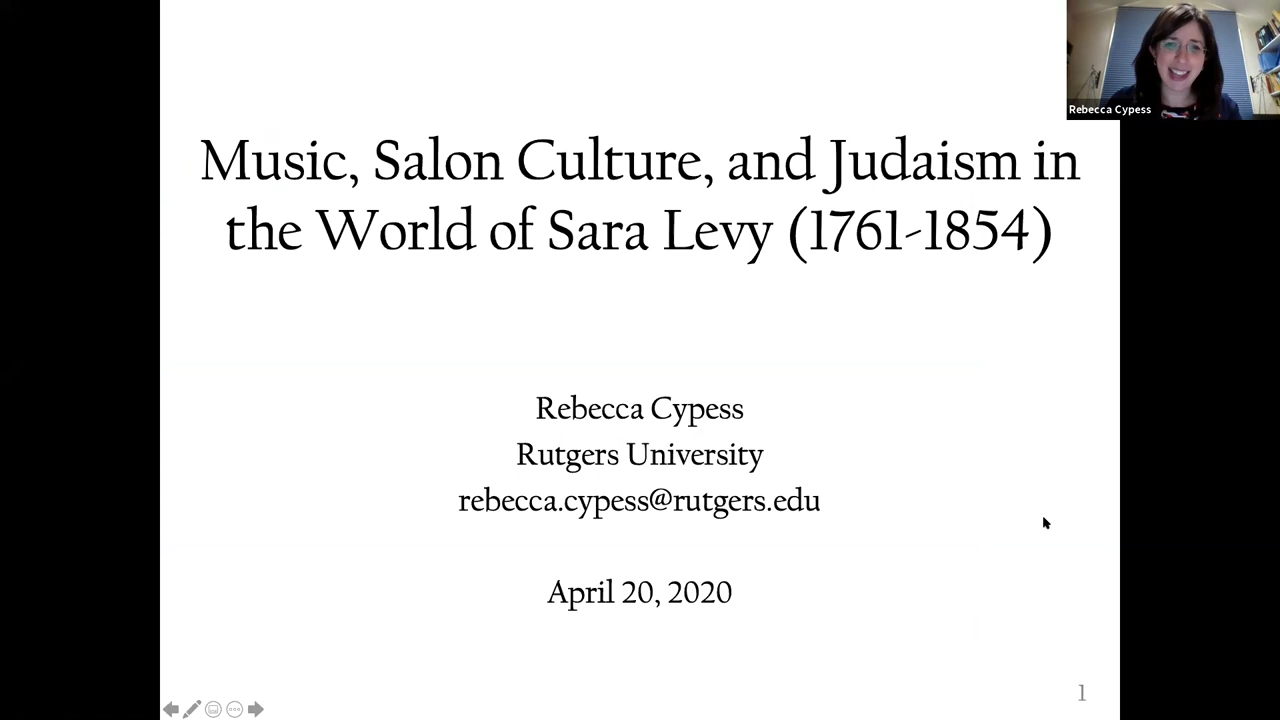 Rebecca Cypess
Music, Salon Culture, and Judaism in
the World of Sara Levy (1761-1854)
Rebecca Cypess
Rutgers University
rebecca.cypess@rutgers.edu
April 20, 2020
1